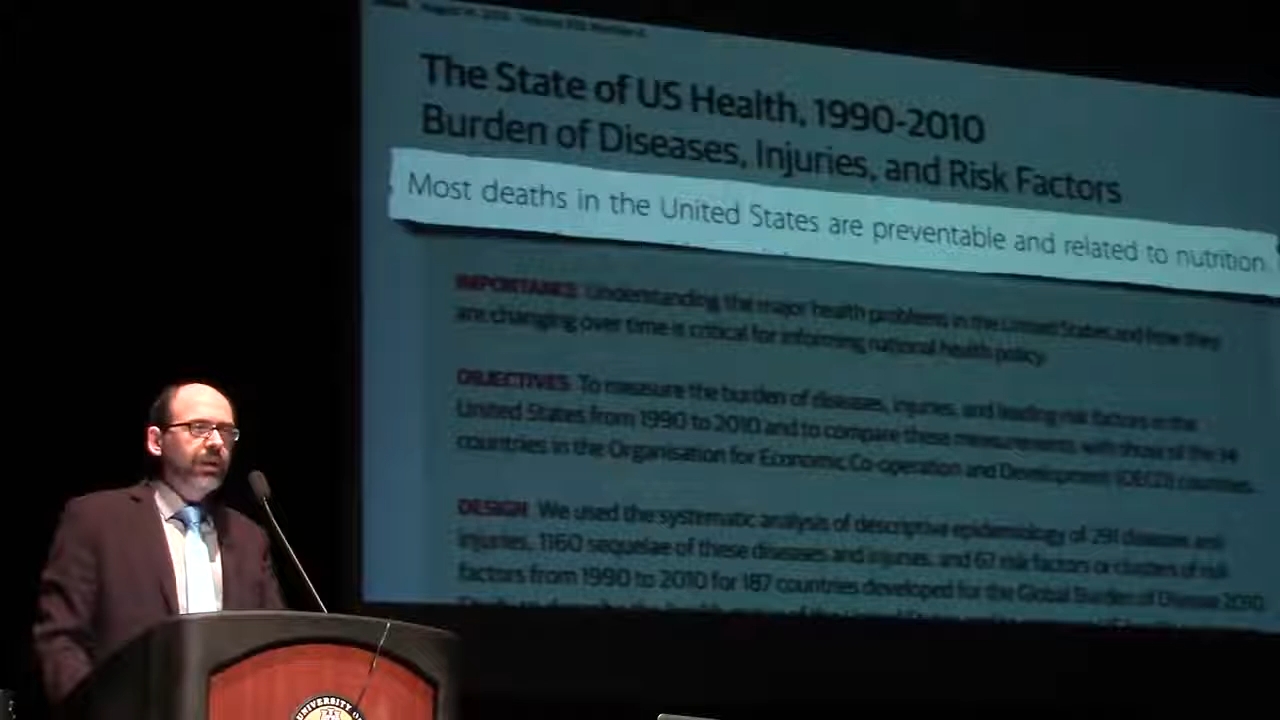 The State of US Health, 1990-2010
Burden of Diseases, Injuries, and Risk Factors
Most deaths in the United States are preventable and related to nutrition.
IMPORTANCE Understanding the major health problems in the United States and how they
are changing over time is critical for informing national health policy.
OBJECTIVES To measure the burden of diseases, injuries, and leading risk factors in the
United States from 1990 to 2010 and to compare these measurements with those of the 34
countries in the Organisation for Economic Co-operation and Development (OECD) countries.
DESIGN We used the systematic analysis of descriptive epidemiology of 291 diseases and
injuries, 1160 sequelae of these diseases and injuries, and 67 risk factors or clusters of risk
factors from 1990 to 2010 for 187 countries developed for the Global Burden of Disease 2010
UNIVERSITY OF